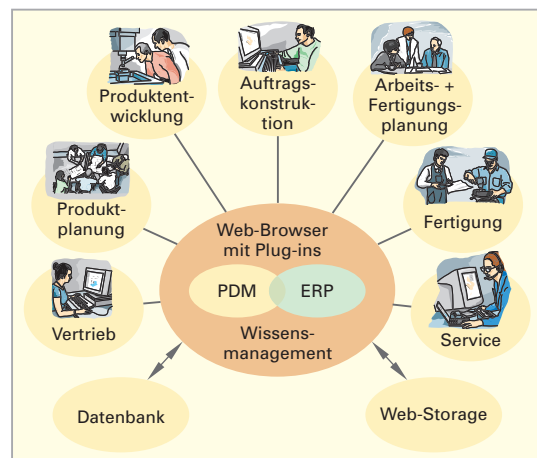 Produktent-
wicklung
Auftrags-
konstruk-
tion
Arbeits- +
Fertigungs-
planung
Produkt-
planung
Fertigung
Web-Browser
mit Plug-ins
PDM
ERP
Wissens-
management
Vertrieb
Service
Datenbank
Web-Storage